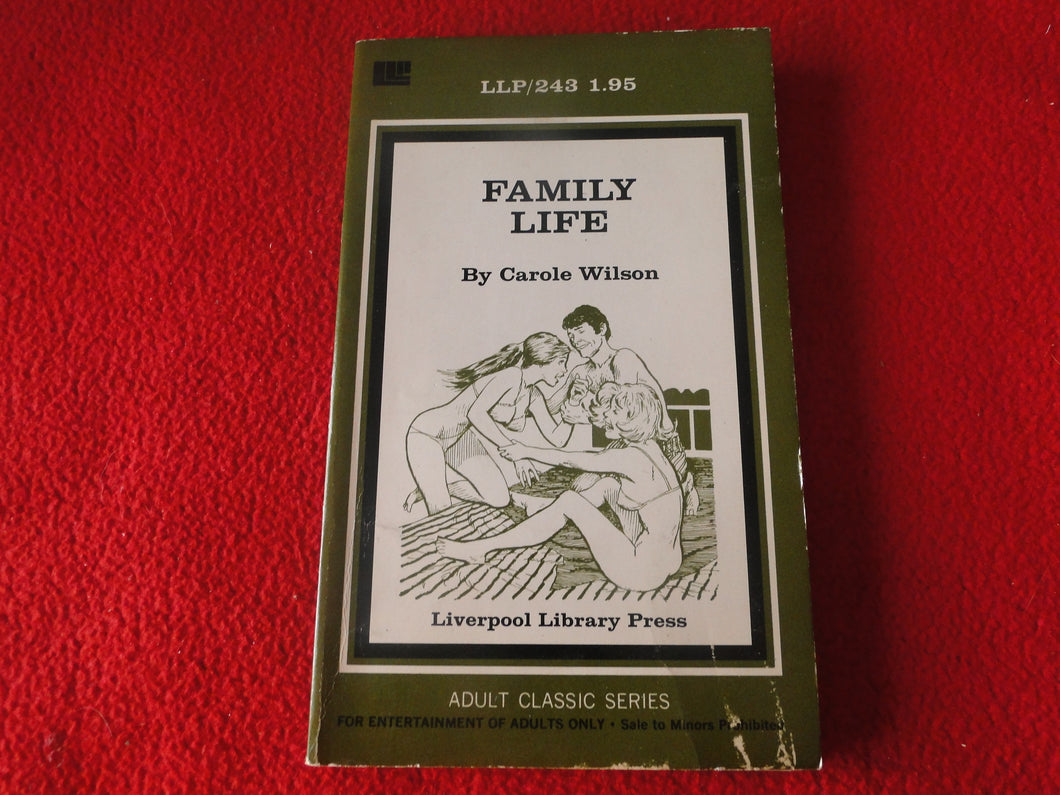 LLP/243 1.95
FAMILY
LIFE
By Carole Wilson
Liverpool Library Press
ADULT CLASSIC SERIES
FOR ENTERTAINMENT OF ADULTS ONLY • Sale to Minors Prohibited